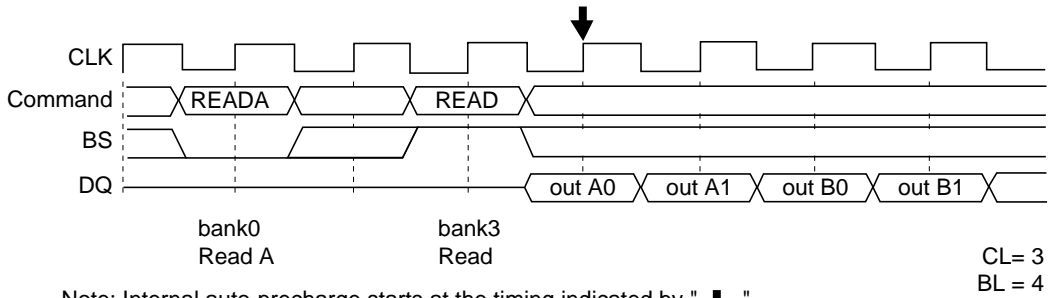 CLK
Command READA READ
BS
DQ out A0 out A1 out B0 out B1
bank0 bank3
Read A Read
CL= 3
BL = 4
Note: Internal auto-precharge starts at the timing indicated by " ".